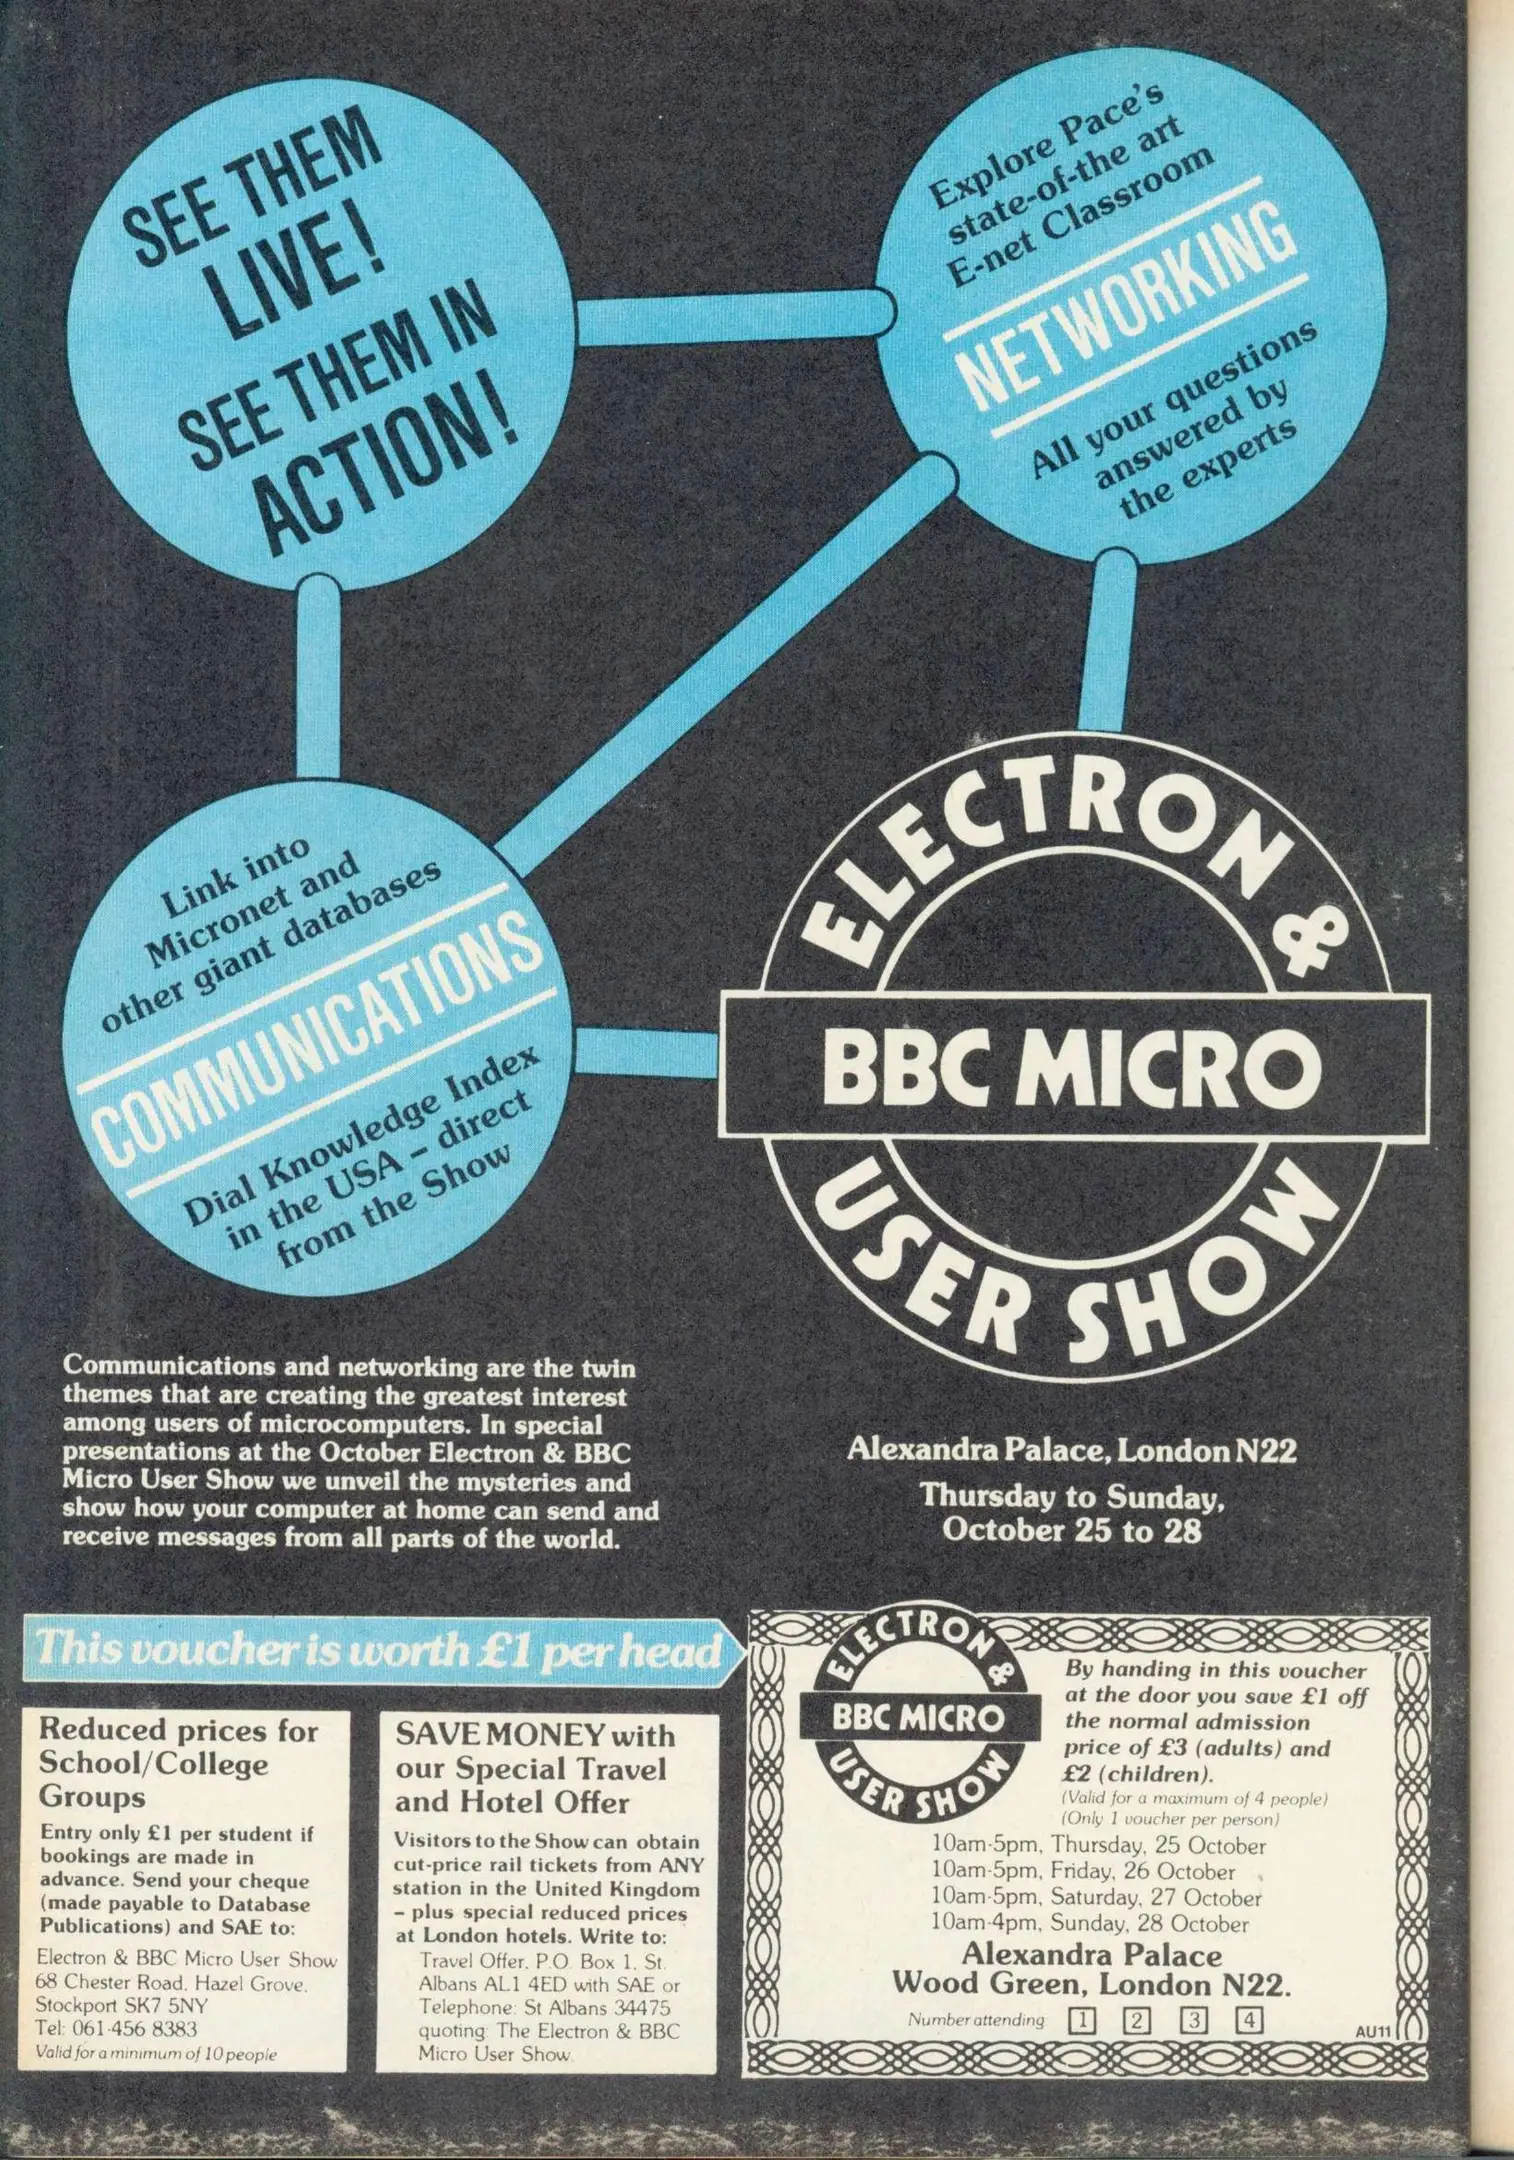 SEE THEM
LIVE!
SEE THEM IN
ACTION!
Explore Pace's
state-of-the art
E-net Classroom
NETWORKING
All your questions
answered by
the experts
Link into
Micronet and
other giant databases
COMMUNICATIONS
Dial Knowledge Index
in the USA – direct
from the Show
ELECTRON &
BBC MICRO
USER SHOW
Communications and networking are the twin
themes that are creating the greatest interest
among users of microcomputers. In special
presentations at the October Electron & BBC
Micro User Show we unveil the mysteries and
show how your computer at home can send and
receive messages from all parts of the world.
Alexandra Palace, London N22
Thursday to Sunday,
October 25 to 28
This voucher is worth £1 per head
Reduced prices for
School/College
Groups
Entry only £1 per student if
bookings are made in
advance. Send your cheque
(made payable to Database
Publications) and SAE to:
Electron & BBC Micro User Show
68 Chester Road, Hazel Grove,
Stockport SK7 5NY
Tel: 061-456 8383
Valid for a minimum of 10 people
SAVE MONEY with
our Special Travel
and Hotel Offer
Visitors to the Show can obtain
cut-price rail tickets from ANY
station in the United Kingdom
– plus special reduced prices
at London hotels. Write to:
Travel Offer, P.O. Box 1, St.
Albans AL1 4ED with SAE or
Telephone: St Albans 34475
quoting: The Electron & BBC
Micro User Show.
ELECTRON &
BBC MICRO
USER SHOW
By handing in this voucher
at the door you save £1 off
the normal admission
price of £3 (adults) and
£2 (children).
(Valid for a maximum of 4 people)
(Only 1 voucher per person)
10am-5pm, Thursday, 25 October
10am-5pm, Friday, 26 October
10am-5pm, Saturday, 27 October
10am-4pm, Sunday, 28 October
Alexandra Palace
Wood Green, London N22.
Number attending 1 2 3 4
AU11